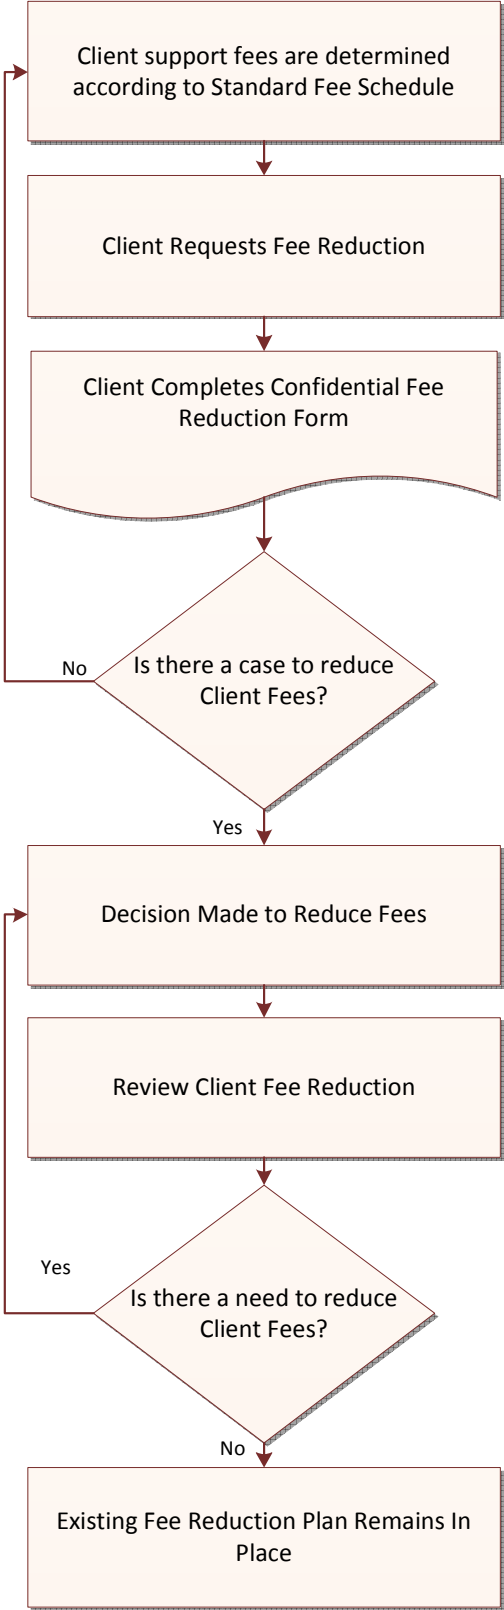 Client support fees are determined
according to Standard Fee Schedule
Client Requests Fee Reduction
Client Completes Confidential Fee
Reduction Form
Is there a case to reduce
Client Fees?
No
Yes
Decision Made to Reduce Fees
Review Client Fee Reduction
Is there a need to reduce
Client Fees?
Yes
No
Existing Fee Reduction Plan Remains In
Place